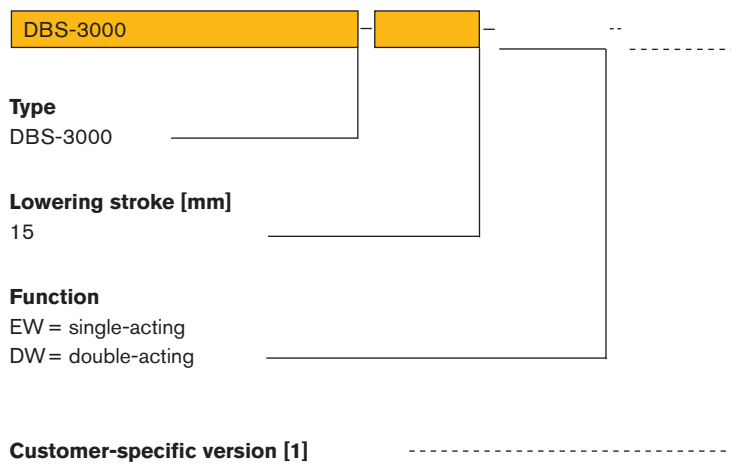 DBS-3000 - - --
Type
DBS-3000
Lowering stroke [mm]
15
Function
EW = single-acting
DW = double-acting
Customer-specific version [1]